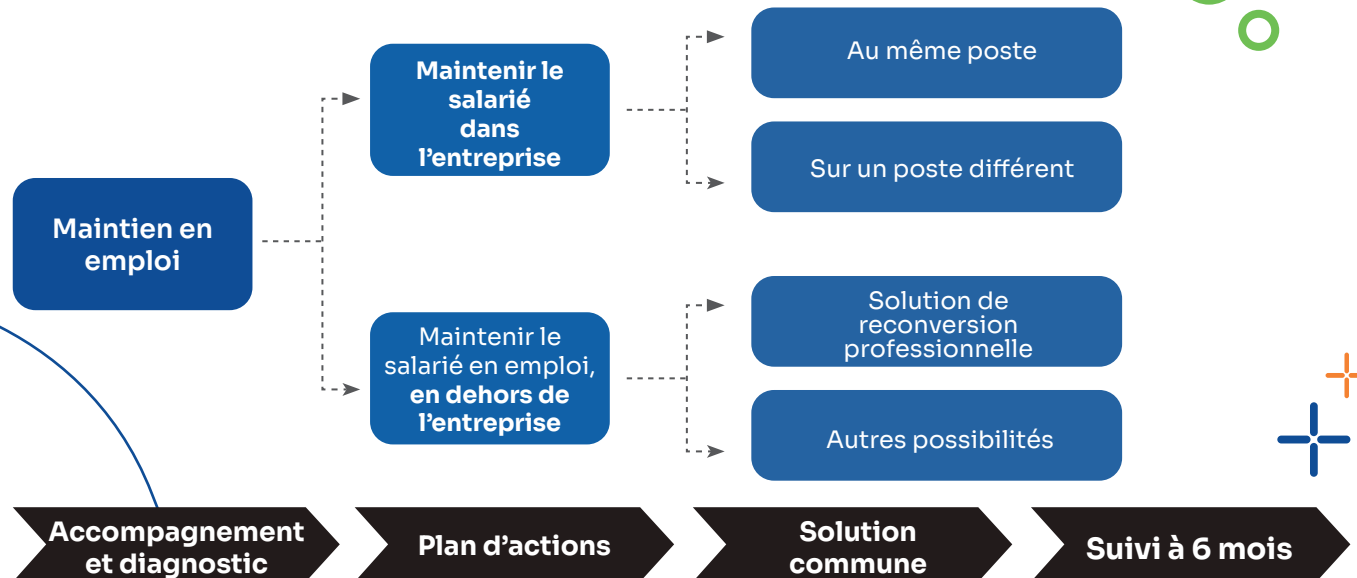 Maintien en
emploi
Maintenir le
salarié
dans
l’entreprise
Au même poste
Sur un poste différent
Maintenir le
salarié en emploi,
en dehors de
l’entreprise
Solution de
reconversion
professionnelle
Autres possibilités
Accompagnement
et diagnostic
Plan d’actions
Solution
commune
Suivi à 6 mois